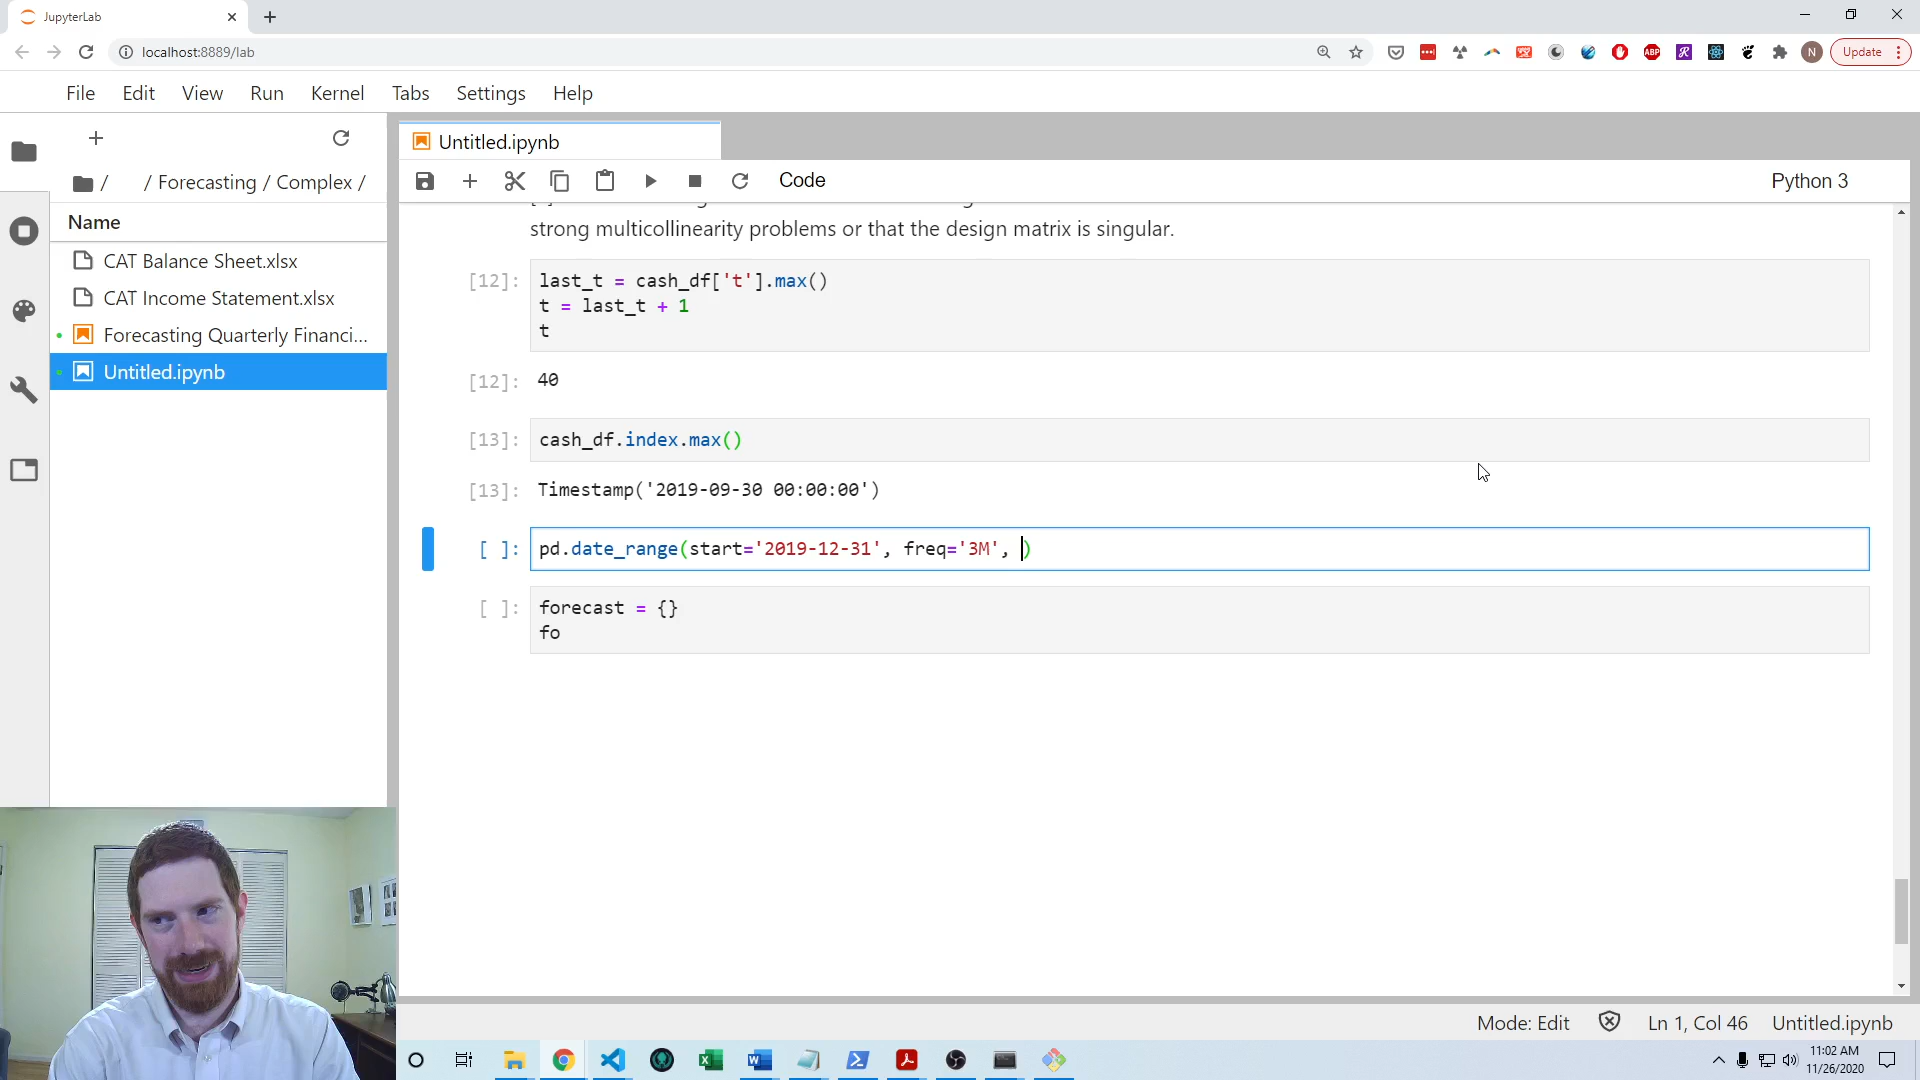 JupyterLab
localhost:8889/lab
ABP
N
Update
File Edit View Run Kernel Tabs Settings Help
/ / Forecasting / Complex /
Name
CAT Balance Sheet.xlsx
CAT Income Statement.xlsx
Forecasting Quarterly Financi...
Untitled.ipynb
Untitled.ipynb
Code
Python 3
strong multicollinearity problems or that the design matrix is singular.
[12]: last_t = cash_df['t'].max()
t = last_t + 1
t
[12]: 40
[13]: cash_df.index.max()
[13]: Timestamp('2019-09-30 00:00:00')
[ ]: pd.date_range(start='2019-12-31', freq='3M', )
[ ]: forecast = {}
fo
Mode: Edit
Ln 1, Col 46
Untitled.ipynb
11:02 AM
11/26/2020